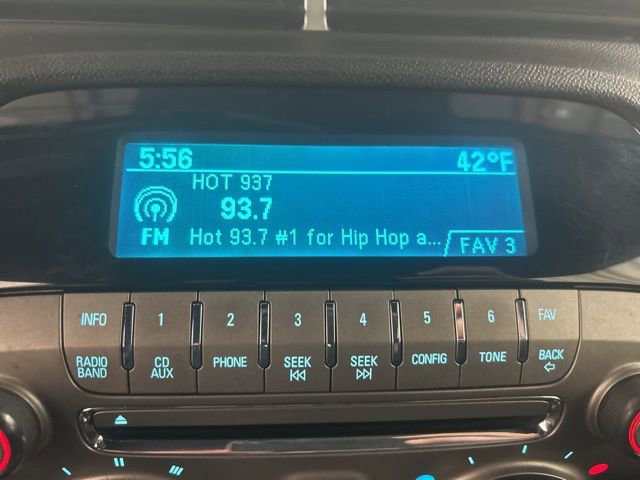 5:56 42°F
HOT 937
93.7
FM Hot 93.7 #1 for Hip Hop a... FAV 3
INFO 1 2 3 4 5 6 FAV
RADIO BAND CD AUX PHONE SEEK SEEK CONFIG TONE BACK